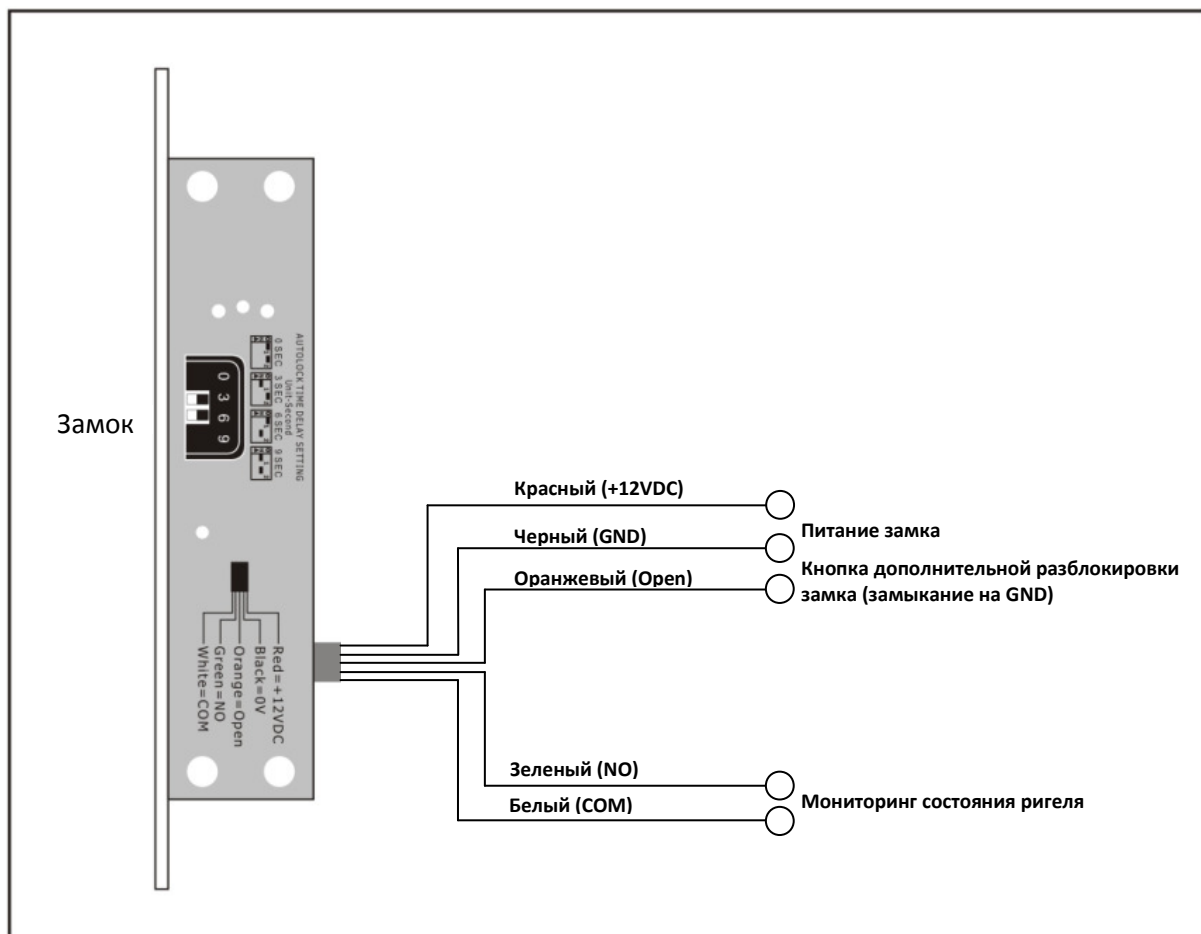 AUTOLOCK TIME DELAY SETTING
Unit-Second
0 SEC 3 SEC 6 SEC 9 SEC
0 3 6 9
Замок
Красный (+12VDC)
Черный (GND)
Питание замка
Оранжевый (Open)
Кнопка дополнительной разблокировки
замка (замыкание на GND)
Red=+12VDC
Black=0V
Orange=Open
Green=NO
White=COM
Зеленый (NO)
Белый (COM)
Мониторинг состояния ригеля